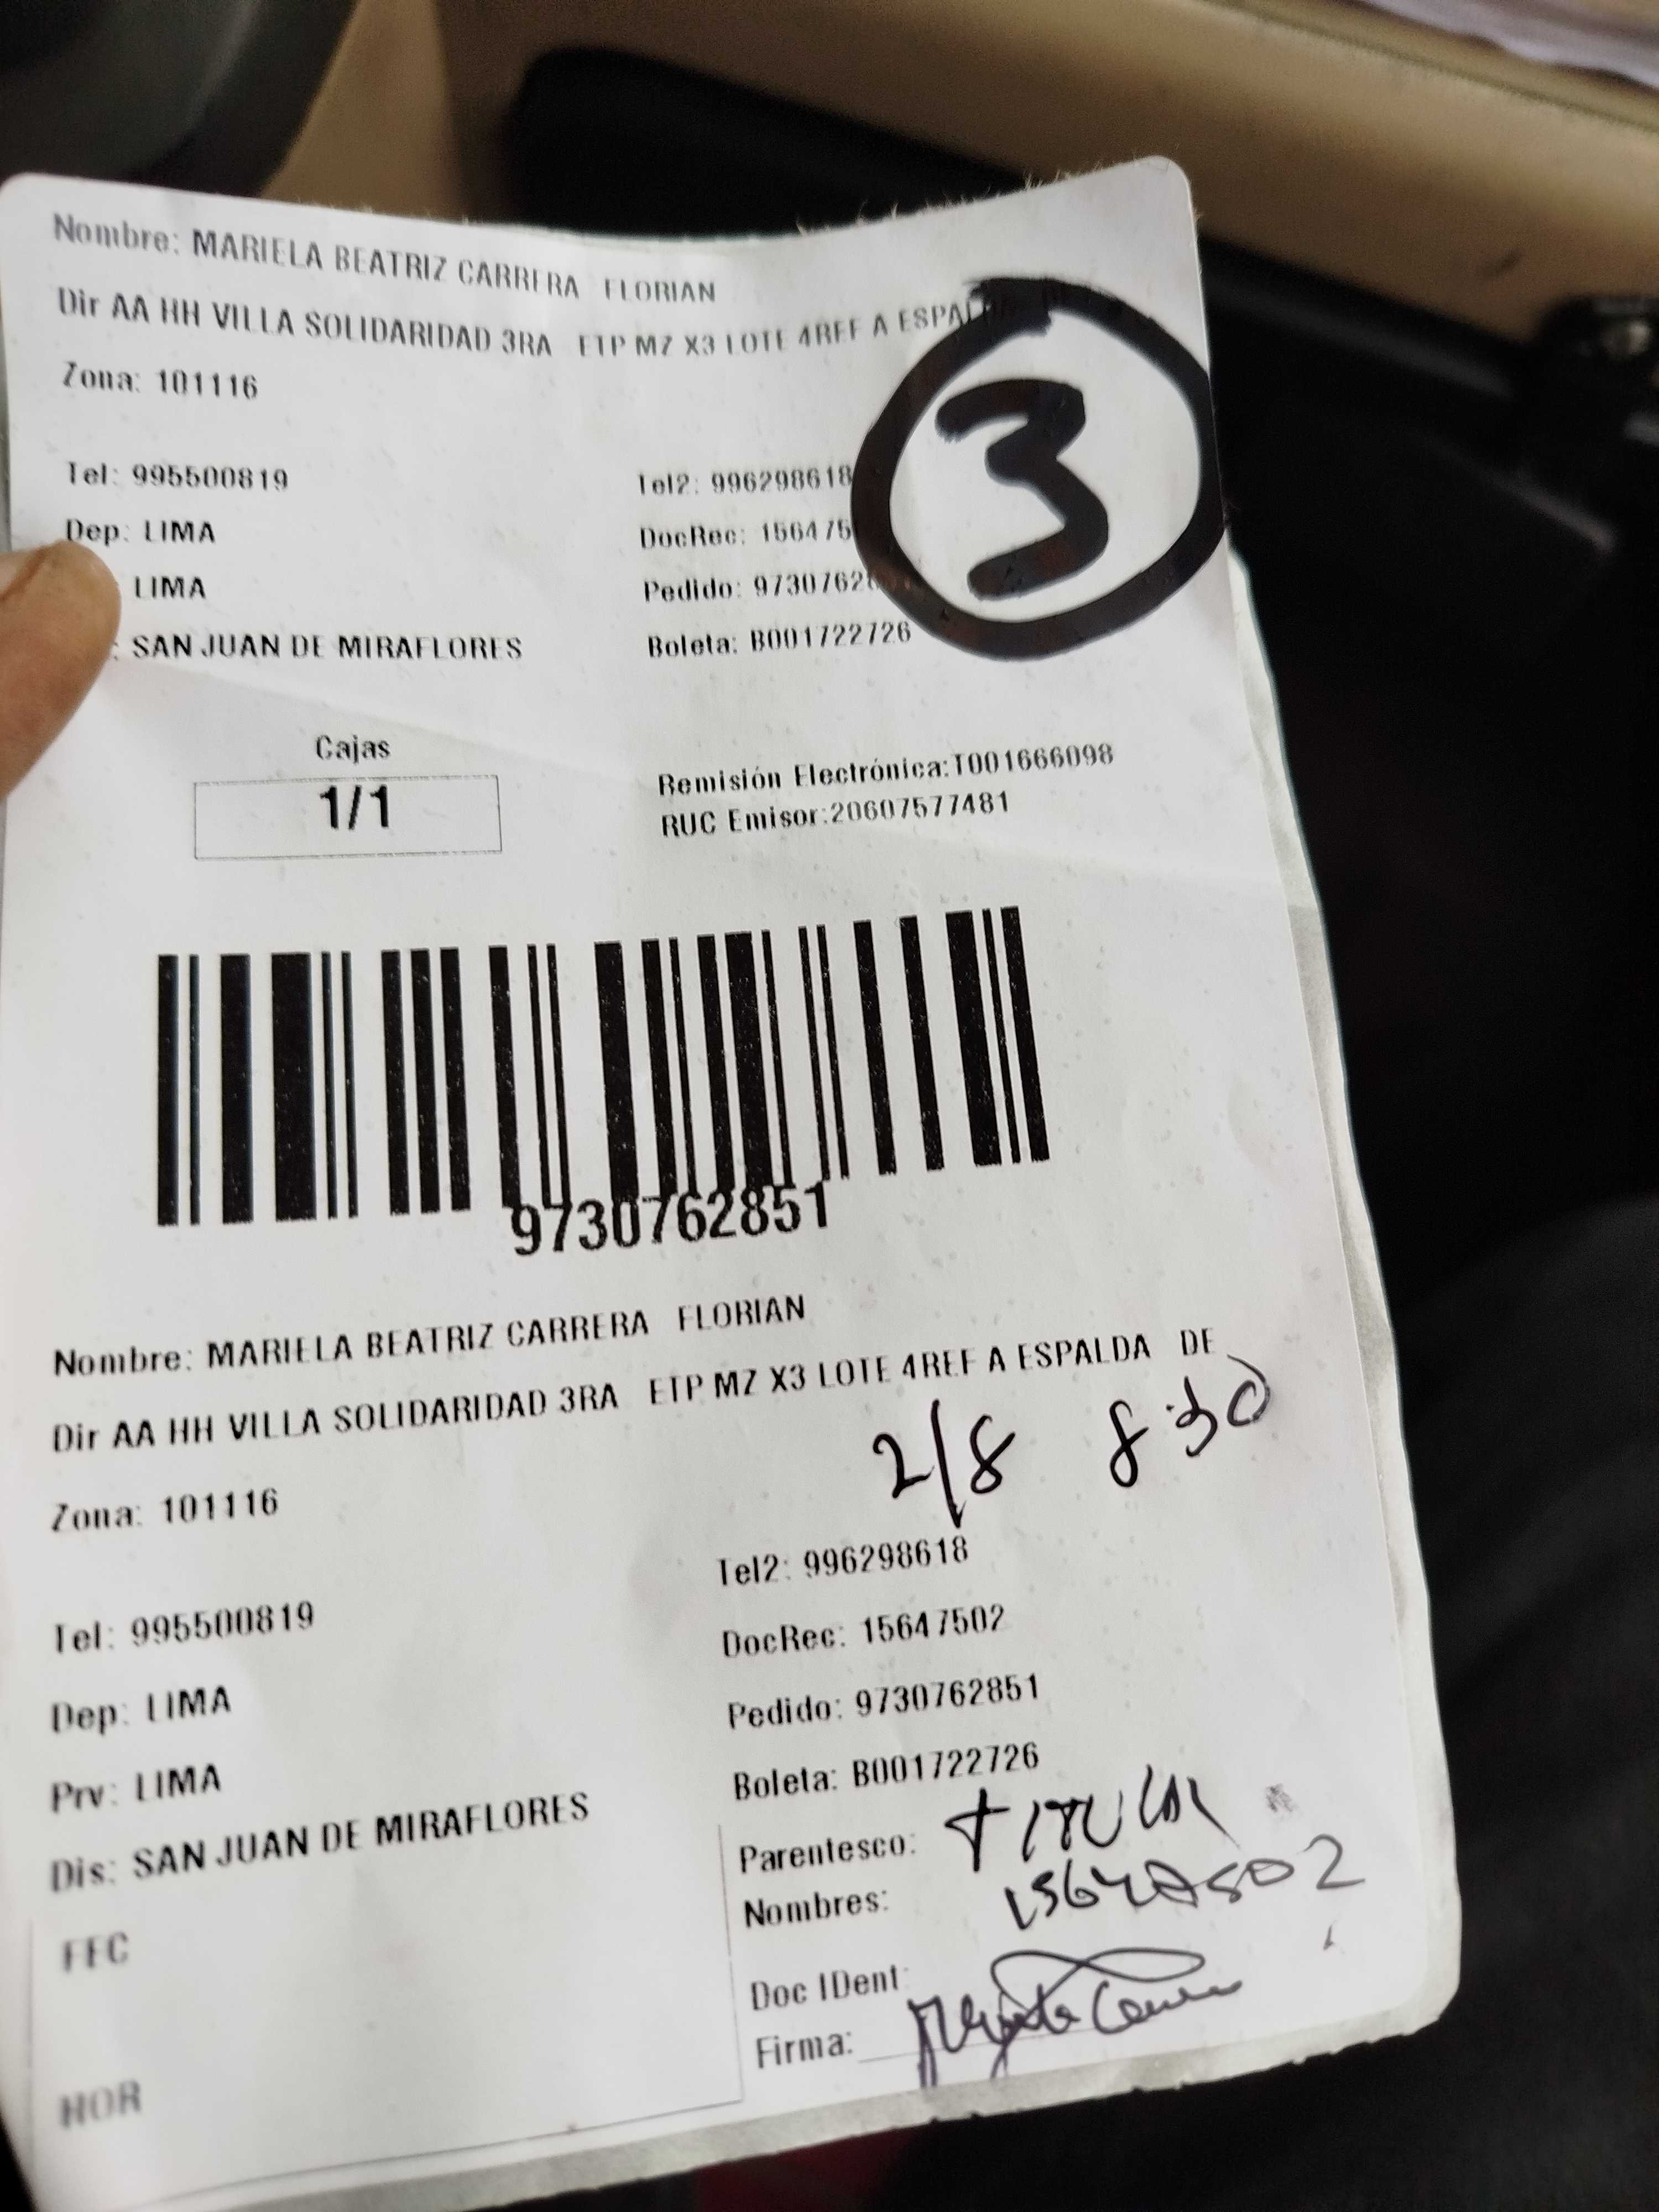 Nombre: MARIELA BEATRIZ CARRERA FLORIAN
Dir AA HH VILLA SOLIDARIDAD 3RA ETP MZ X3 LOTE 4REF A ESPALDA DE
Zona: 101116
Tel: 995500819 Tel2: 996298618
Dep: LIMA DocRec: 156475
LIMA Pedido: 9730762
: SAN JUAN DE MIRAFLORES Boleta: B001722726
3
Cajas
1/1
Remisión Electrónica:T001666098
RUC Emisor:20607577481
9730762851
Nombre: MARIELA BEATRIZ CARRERA FLORIAN
Dir AA HH VILLA SOLIDARIDAD 3RA ETP MZ X3 LOTE 4REF A ESPALDA DE
2/8 8:30
Zona: 101116
Tel2: 996298618
Tel: 995500819 DocRec: 15647502
Dep: LIMA Pedido: 9730762851
Prv: LIMA Boleta: B001722726
Dis: SAN JUAN DE MIRAFLORES
Parentesco: TITULAR
Nombres: 15647502
FEC
Doc IDent:
Firma:
HOR